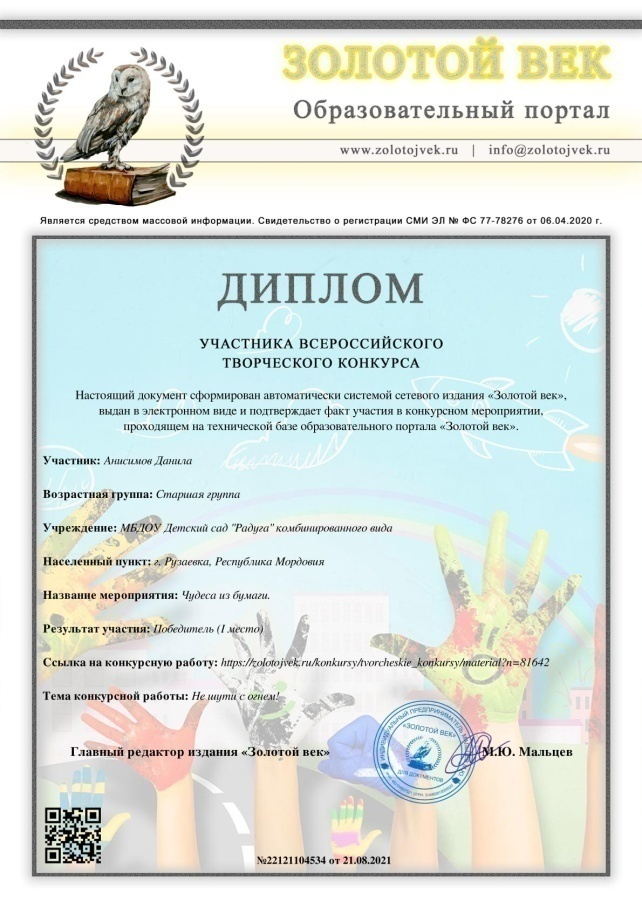 ЗОЛОТОЙ ВЕК
Образовательный портал
www.zolotojvek.ru | info@zolotojvek.ru
Является средством массовой информации. Свидетельство о регистрации СМИ ЭЛ № ФС 77-78276 от 06.04.2020 г.
ДИПЛОМ
УЧАСТНИКА ВСЕРОССИЙСКОГО
ТВОРЧЕСКОГО КОНКУРСА
Настоящий документ сформирован автоматически системой сетевого издания «Золотой век»,
выдан в электронном виде и подтверждает факт участия в конкурсном мероприятии,
проходящем на технической базе образовательного портала «Золотой век».
Участник: Анисимов Данила
Возрастная группа: Старшая группа
Учреждение: МБДОУ Детский сад "Радуга" комбинированного вида
Населенный пункт: г. Рузаевка, Республика Мордовия
Название мероприятия: Чудеса из бумаги.
Результат участия: Победитель (I место)
Ссылка на конкурсную работу: https://zolotojvek.ru/konkursy/tvorcheskie_konkursy/material?n=81642
Тема конкурсной работы: Не шути с огнем!
ИНДИВИДУАЛЬНЫЙ ПРЕДПРИНИМАТЕЛЬ
«ЗОЛОТОЙ ВЕК»
ДЛЯ ДОКУМЕНТОВ
Главный редактор издания «Золотой век» М.Ю. Мальцев
№22121104534 от 21.08.2021